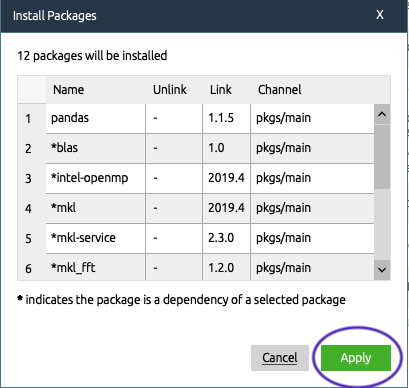 Install Packages X
12 packages will be installed
Name Unlink Link Channel
1 pandas - 1.1.5 pkgs/main
2 *blas - 1.0 pkgs/main
3 *intel-openmp - 2019.4 pkgs/main
4 *mkl - 2019.4 pkgs/main
5 *mkl-service - 2.3.0 pkgs/main
6 *mkl_fft - 1.2.0 pkgs/main
* indicates the package is a dependency of a selected package
Cancel Apply